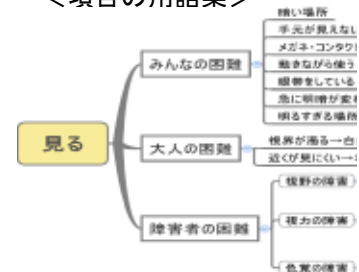 <項目の用語集>
見る
みんなの困難
暗い場所
手元が見えない
メガネ・コンタク
動きながら使う
眼帯をしている
急に明暗が変わ
明るすぎる場所
大人の困難
視界が濁る→白
近くが見にくい→
障害者の困難
視野の障害
視力の障害
色覚の障害